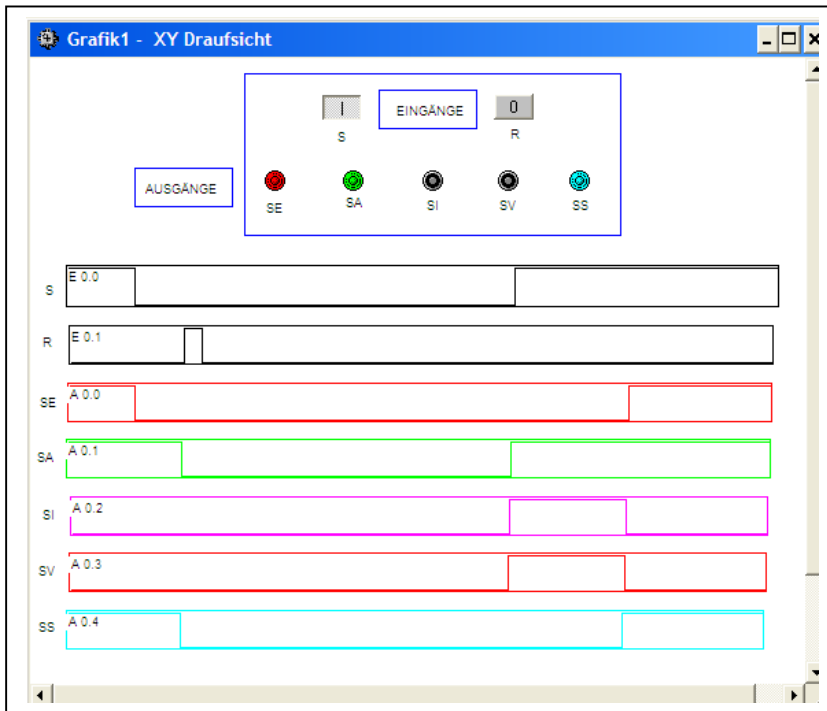 Grafik1 - XY Draufsicht
I
EINGÄNGE
0
S
R
AUSGÄNGE
SE
SA
SI
SV
SS
E 0.0
S
E 0.1
R
A 0.0
SE
A 0.1
SA
A 0.2
SI
A 0.3
SV
A 0.4
SS